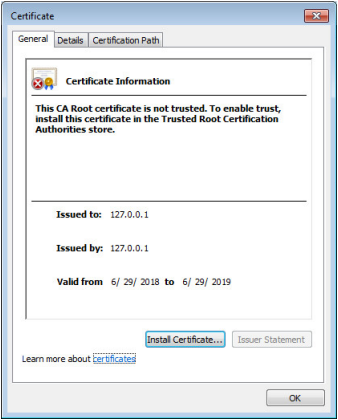 Certificate
General Details Certification Path
Certificate Information
This CA Root certificate is not trusted. To enable trust,
install this certificate in the Trusted Root Certification
Authorities store.
Issued to: 127.0.0.1
Issued by: 127.0.0.1
Valid from 6/ 29/ 2018 to 6/ 29/ 2019
Install Certificate... Issuer Statement
Learn more about certificates
OK